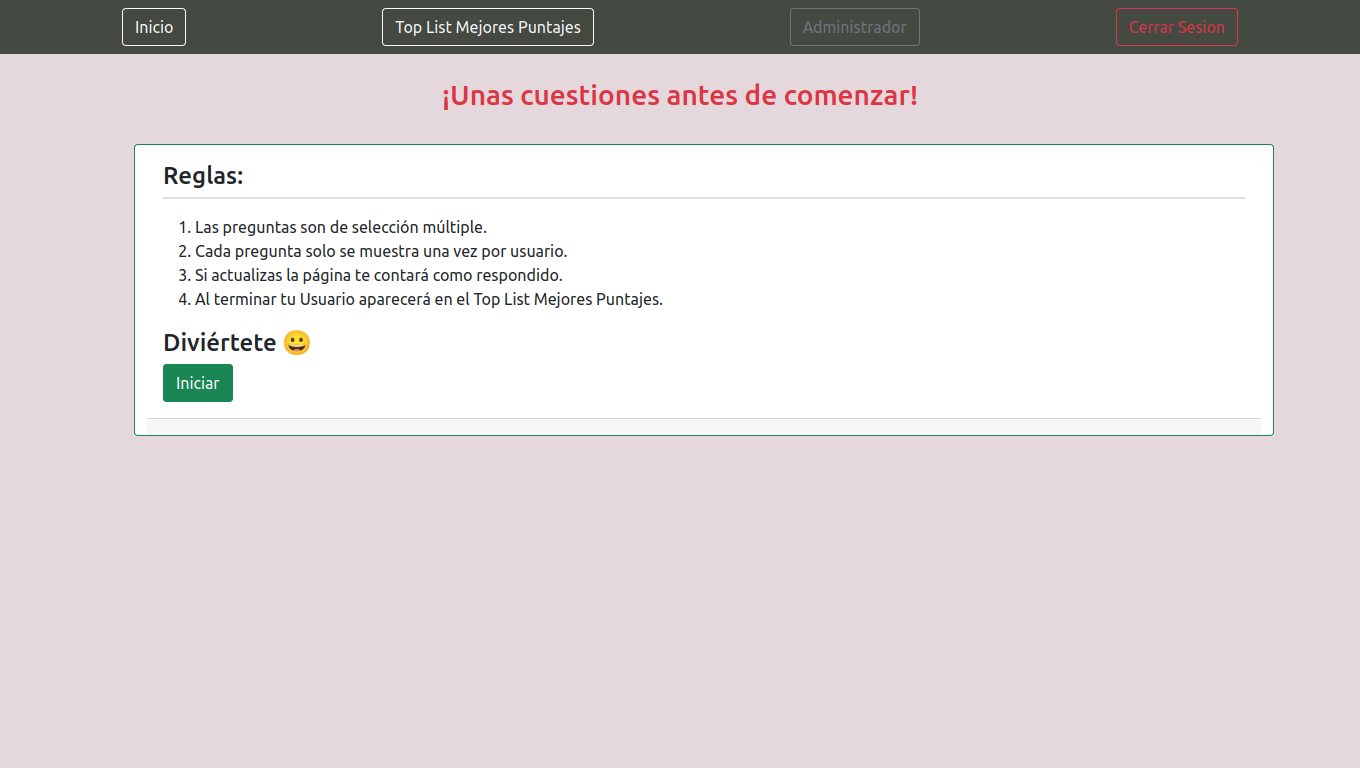 Inicio
Top List Mejores Puntajes
Administrador
Cerrar Sesion
¡Unas cuestiones antes de comenzar!
Reglas:
1. Las preguntas son de selección múltiple.
2. Cada pregunta solo se muestra una vez por usuario.
3. Si actualizas la página te contará como respondido.
4. Al terminar tu Usuario aparecerá en el Top List Mejores Puntajes.
Diviértete 😀
Iniciar